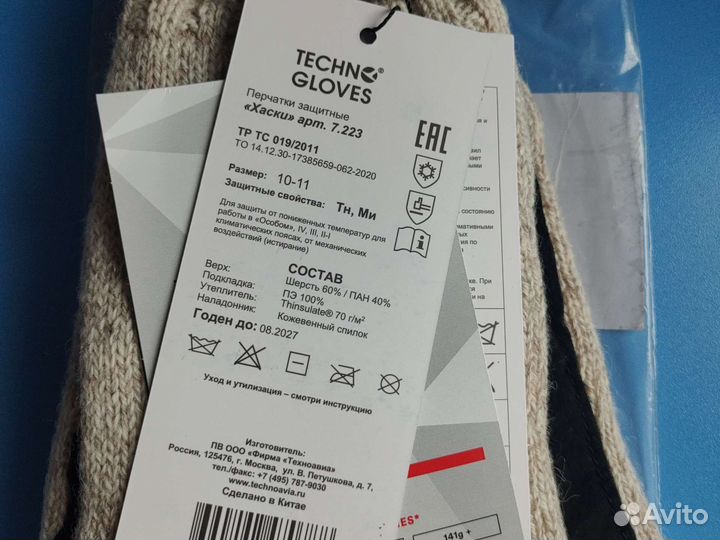 TECHNO®
GLOVES
Перчатки защитные
«Хаски» арт. 7.223
ТР ТС 019/2011
ТО 14.12.30-17385659-062-2020
Размер: 10-11
Защитные свойства: Тн, Ми
Для защиты от пониженных температур для
работы в «Особом», IV, III, II-I
климатических поясах, от механических
воздействий (истирание)
EAC
СОСТАВ
Верх: Шерсть 60% / ПАН 40%
Подкладка: ПЭ 100%
Утеплитель: Thinsulate® 70 г/м²
Наладонник: Кожевенный спилок
Годен до: 08.2027
Уход и утилизация – смотри инструкцию
Изготовитель:
ПВ ООО «Фирма «Техноавиа»
Россия, 125476, г. Москва, ул. В. Петушкова, д. 7,
тел./факс: +7 (495) 787-9030
www.technoavia.ru
Сделано в Китае
141g +
Avito